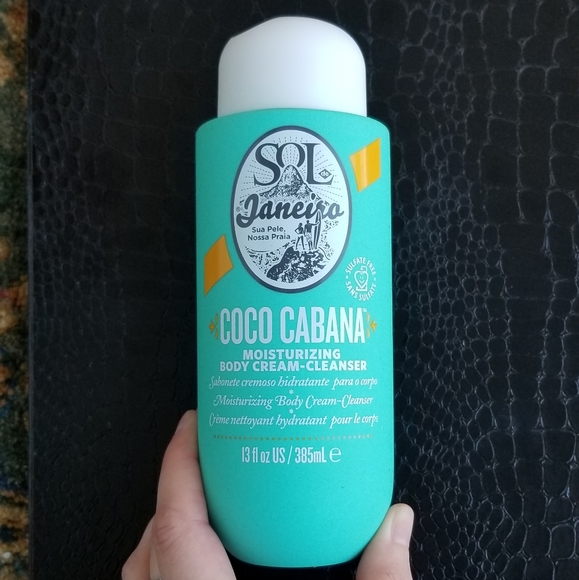 SOL
de
Janeiro
Sua Pele,
Nossa Praia
SULFATE FREE
SANS SULFATE
COCO CABANA
MOISTURIZING
BODY CREAM-CLEANSER
Sabonete cremoso hidratante para o corpo
Moisturizing Body Cream-Cleanser
Crème nettoyant hydratant pour le corps
13 fl oz US / 385mL ℮